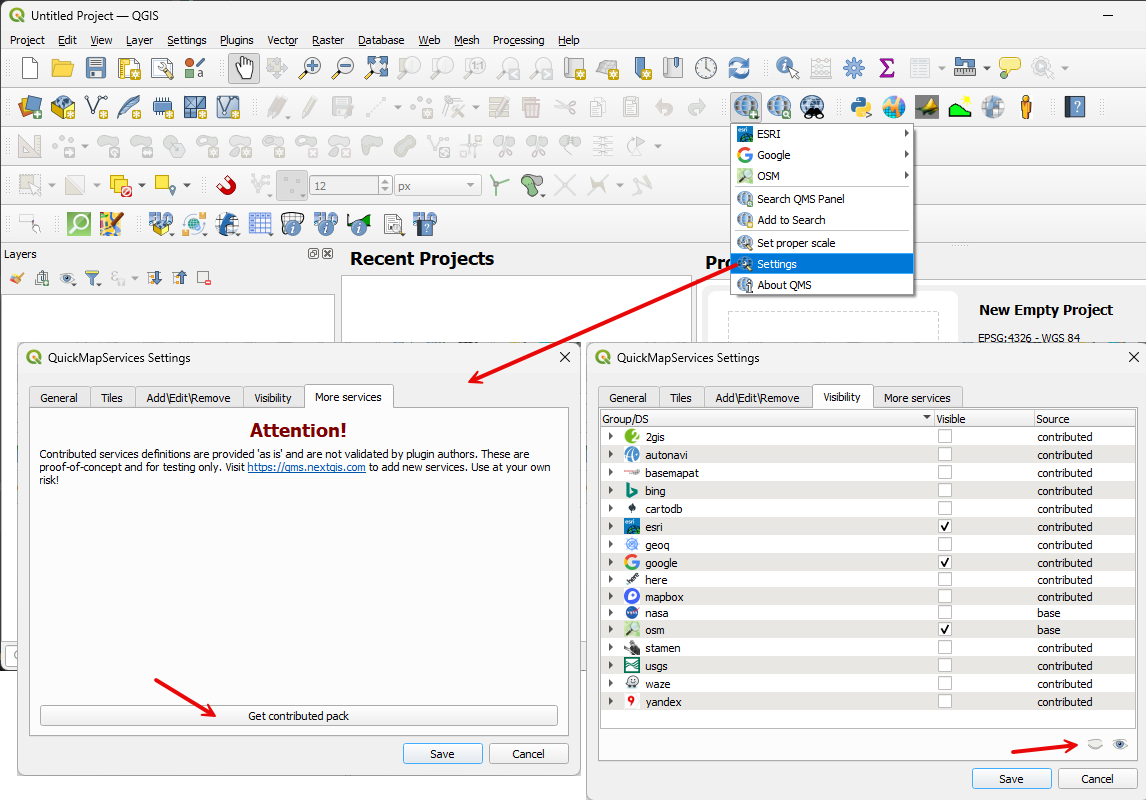 Untitled Project — QGIS
Project Edit View Layer Settings Plugins Vector Raster Database Web Mesh Processing Help
12 px
ESRI
Google
OSM
Search QMS Panel
Add to Search
Set proper scale
Settings
About QMS
Layers
Recent Projects
New Empty Project
EPSG:4326 - WGS 84
QuickMapServices Settings
General Tiles Add\Edit\Remove Visibility More services
Attention!
Contributed services definitions are provided 'as is' and are not validated by plugin authors. These are
proof-of-concept and for testing only. Visit https://qms.nextgis.com to add new services. Use at your own
risk!
Get contributed pack
Save Cancel
QuickMapServices Settings
General Tiles Add\Edit\Remove Visibility More services
Group/DS Visible Source
2gis contributed
autonavi contributed
basemapat contributed
bing contributed
cartodb contributed
esri contributed
geoq contributed
google contributed
here contributed
mapbox contributed
nasa base
osm base
stamen contributed
usgs contributed
waze contributed
yandex contributed
Save Cancel